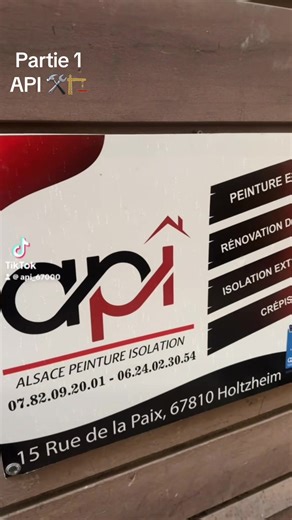 Partie 1
API 🛠️🏗️
PEINTURE
RÉNOVATION
ISOLATION
CRÉPIS
TikTok
@api_67000
api
ALSACE PEINTURE ISOLATION
07.82.09.20.01 - 06.24.02.30.54
15 Rue de la Paix, 67810 Holtzheim